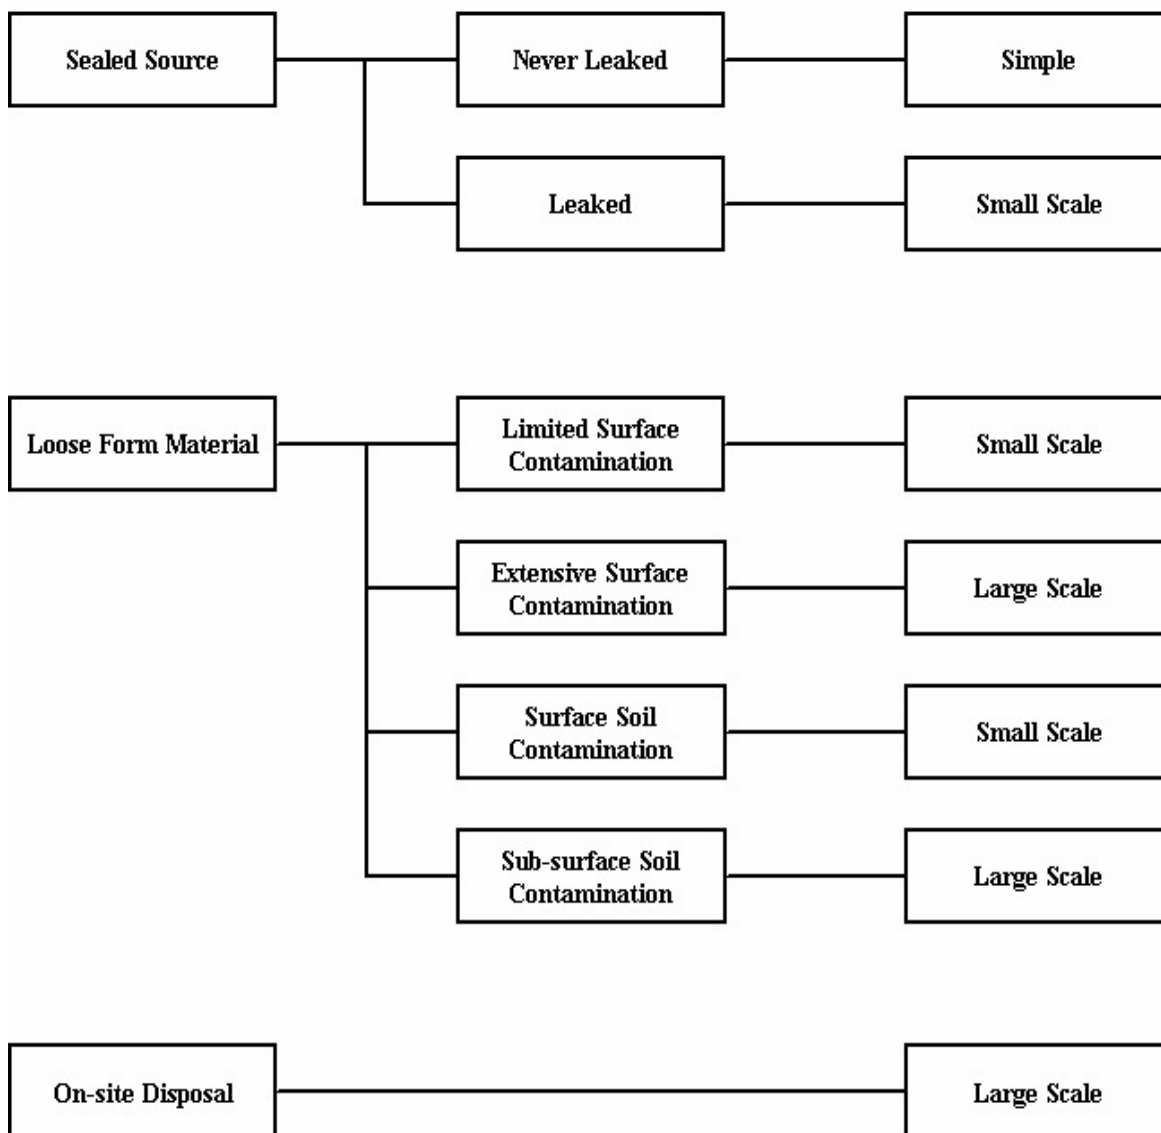 Sealed Source
Never Leaked
Simple
Leaked
Small Scale
Loose Form Material
Limited Surface
Contamination
Small Scale
Extensive Surface
Contamination
Large Scale
Surface Soil
Contamination
Small Scale
Sub-surface Soil
Contamination
Large Scale
On-site Disposal
Large Scale